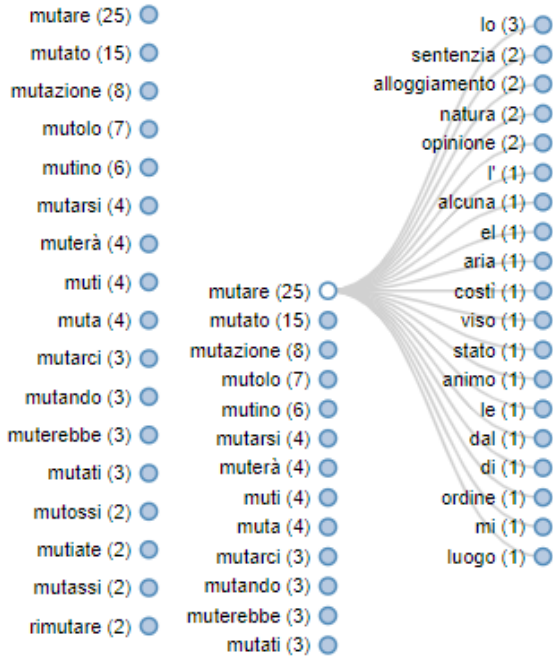 mutare (25)
mutato (15)
mutazione (8)
mutolo (7)
mutino (6)
mutarsi (4)
muterà (4)
muti (4)
muta (4)
mutarci (3)
mutando (3)
muterebbe (3)
mutati (3)
mutossi (2)
mutiate (2)
mutassi (2)
rimutare (2)
mutare (25)
mutato (15)
mutazione (8)
mutolo (7)
mutino (6)
mutarsi (4)
muterà (4)
muti (4)
muta (4)
mutarci (3)
mutando (3)
muterebbe (3)
mutati (3)
lo (3)
sentenzia (2)
alloggiamento (2)
natura (2)
opinione (2)
l' (1)
alcuna (1)
el (1)
aria (1)
costì (1)
viso (1)
stato (1)
animo (1)
le (1)
dal (1)
di (1)
ordine (1)
mi (1)
luogo (1)